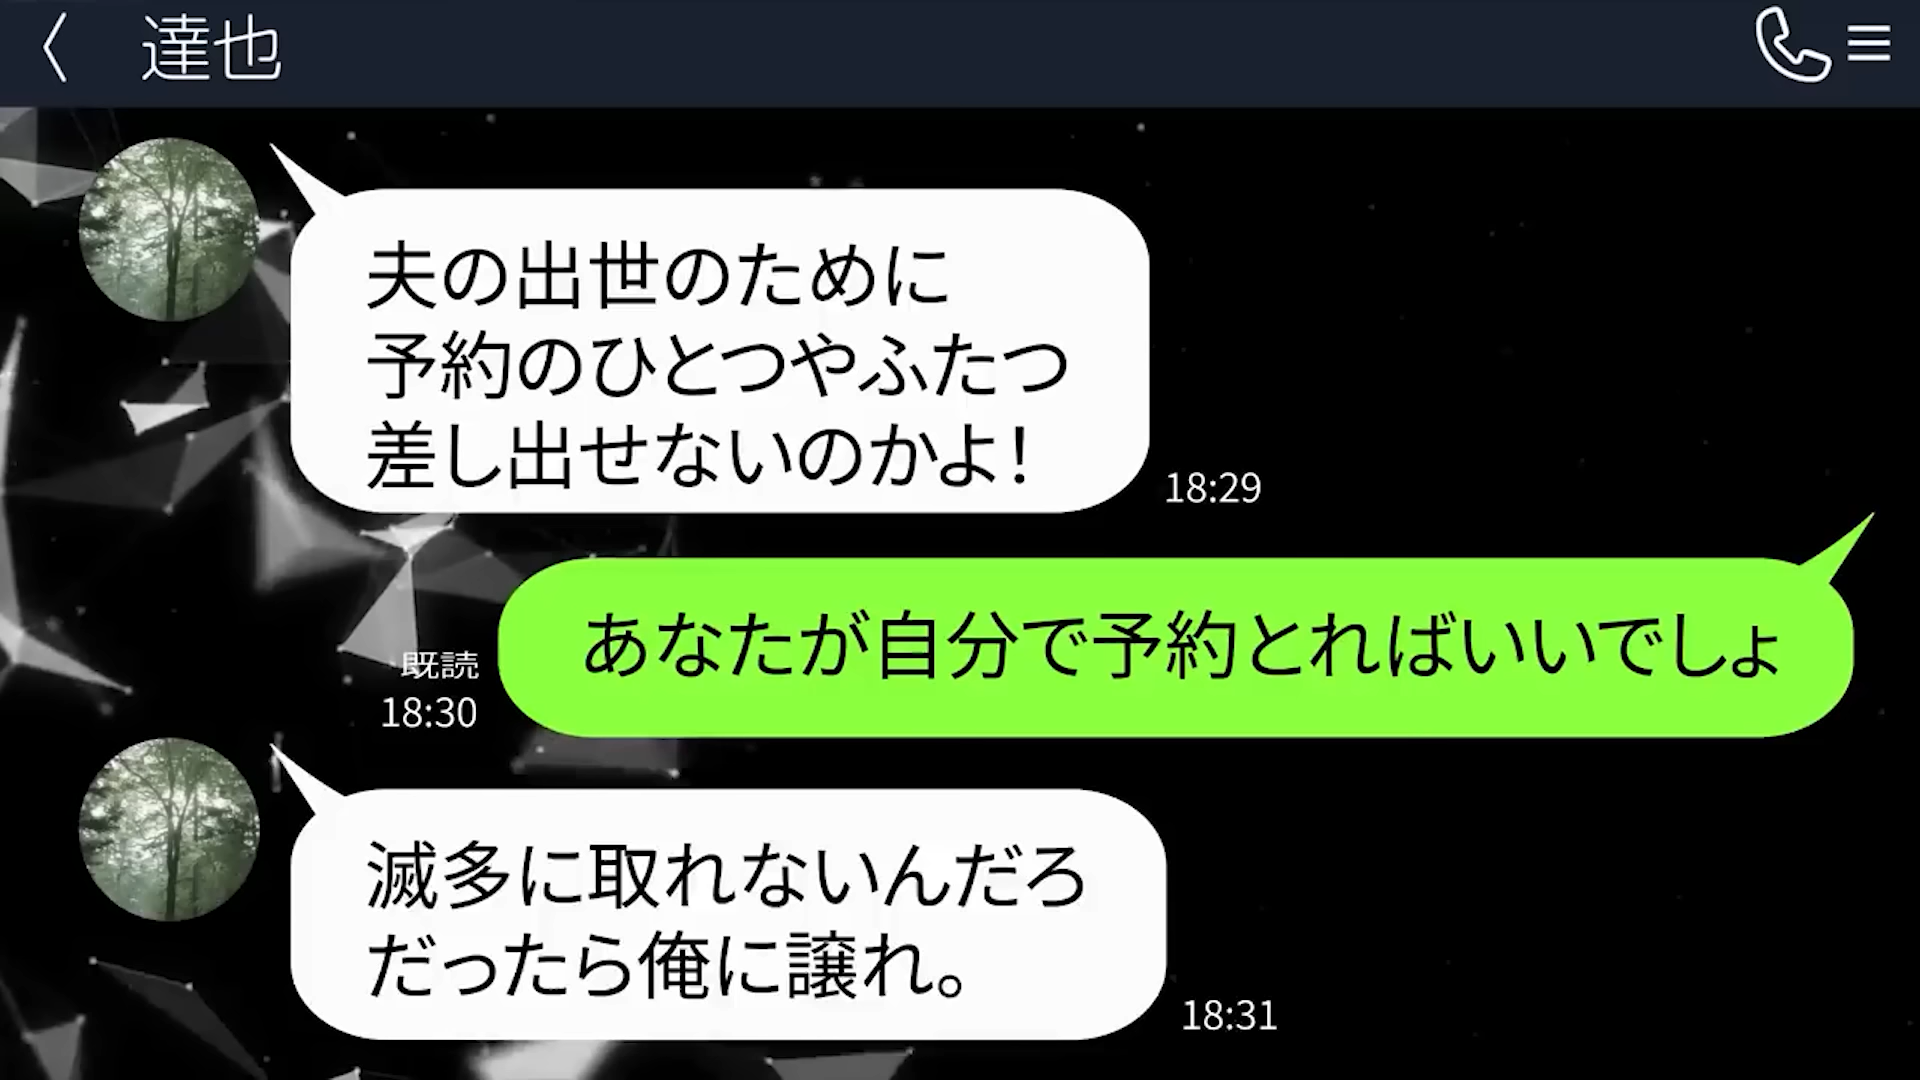 達也
夫の出世のために
予約のひとつやふたつ
差し出せないのかよ！
18:29
あなたが自分で予約とればいいでしょ
既読
18:30
滅多に取れないんだろ
だったら俺に譲れ。
18:31